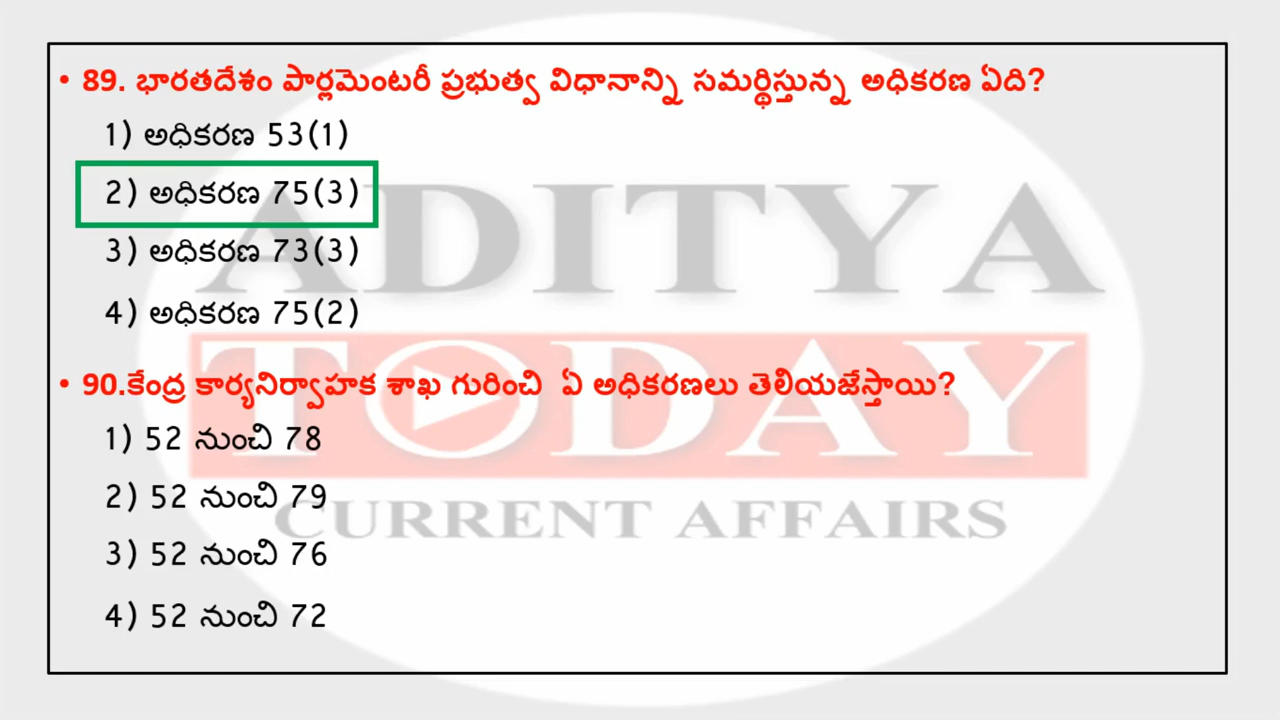 • 89. భారతదేశం పార్లమెంటరీ ప్రభుత్వ విధానాన్ని సమర్థిస్తున్న అధికరణ ఏది?
1) అధికరణ 53(1)
2) అధికరణ 75(3)
3) అధికరణ 73(3)
4) అధికరణ 75(2)
• 90.కేంద్ర కార్యనిర్వాహక శాఖ గురించి ఏ అధికరణలు తెలియజేస్తాయి?
1) 52 నుంచి 78
2) 52 నుంచి 79
3) 52 నుంచి 76
4) 52 నుంచి 72
ADITYA
TODAY
CURRENT AFFAIRS